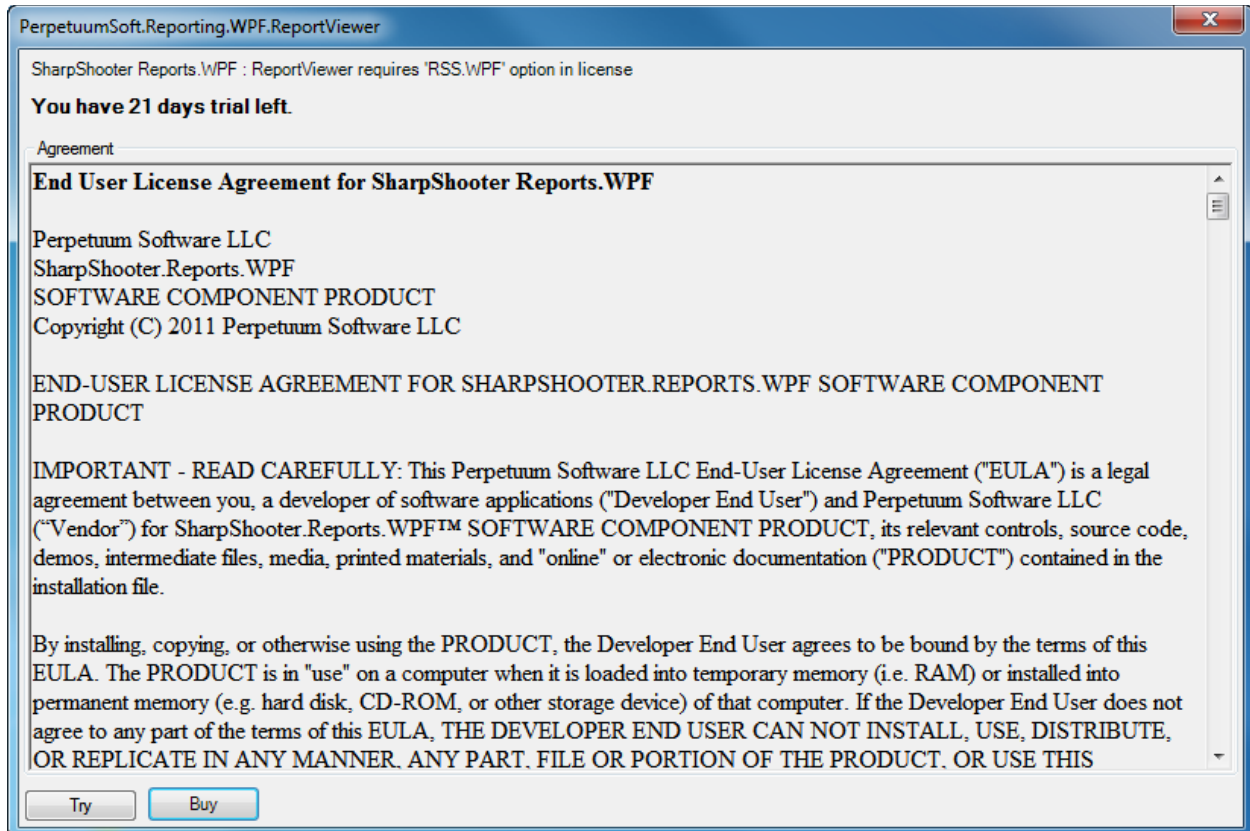 PerpetuumSoft.Reporting.WPF.ReportViewer
SharpShooter Reports.WPF : ReportViewer requires 'RSS.WPF' option in license
You have 21 days trial left.
Agreement
End User License Agreement for SharpShooter Reports.WPF
Perpetuum Software LLC
SharpShooter.Reports.WPF
SOFTWARE COMPONENT PRODUCT
Copyright (C) 2011 Perpetuum Software LLC
END-USER LICENSE AGREEMENT FOR SHARPSHOOTER.REPORTS.WPF SOFTWARE COMPONENT
PRODUCT
IMPORTANT - READ CAREFULLY: This Perpetuum Software LLC End-User License Agreement ("EULA") is a legal
agreement between you, a developer of software applications ("Developer End User") and Perpetuum Software LLC
(“Vendor”) for SharpShooter.Reports.WPF™ SOFTWARE COMPONENT PRODUCT, its relevant controls, source code,
demos, intermediate files, media, printed materials, and "online" or electronic documentation ("PRODUCT") contained in the
installation file.
By installing, copying, or otherwise using the PRODUCT, the Developer End User agrees to be bound by the terms of this
EULA. The PRODUCT is in "use" on a computer when it is loaded into temporary memory (i.e. RAM) or installed into
permanent memory (e.g. hard disk, CD-ROM, or other storage device) of that computer. If the Developer End User does not
agree to any part of the terms of this EULA, THE DEVELOPER END USER CAN NOT INSTALL, USE, DISTRIBUTE,
OR REPLICATE IN ANY MANNER, ANY PART, FILE OR PORTION OF THE PRODUCT, OR USE THIS
Try Buy